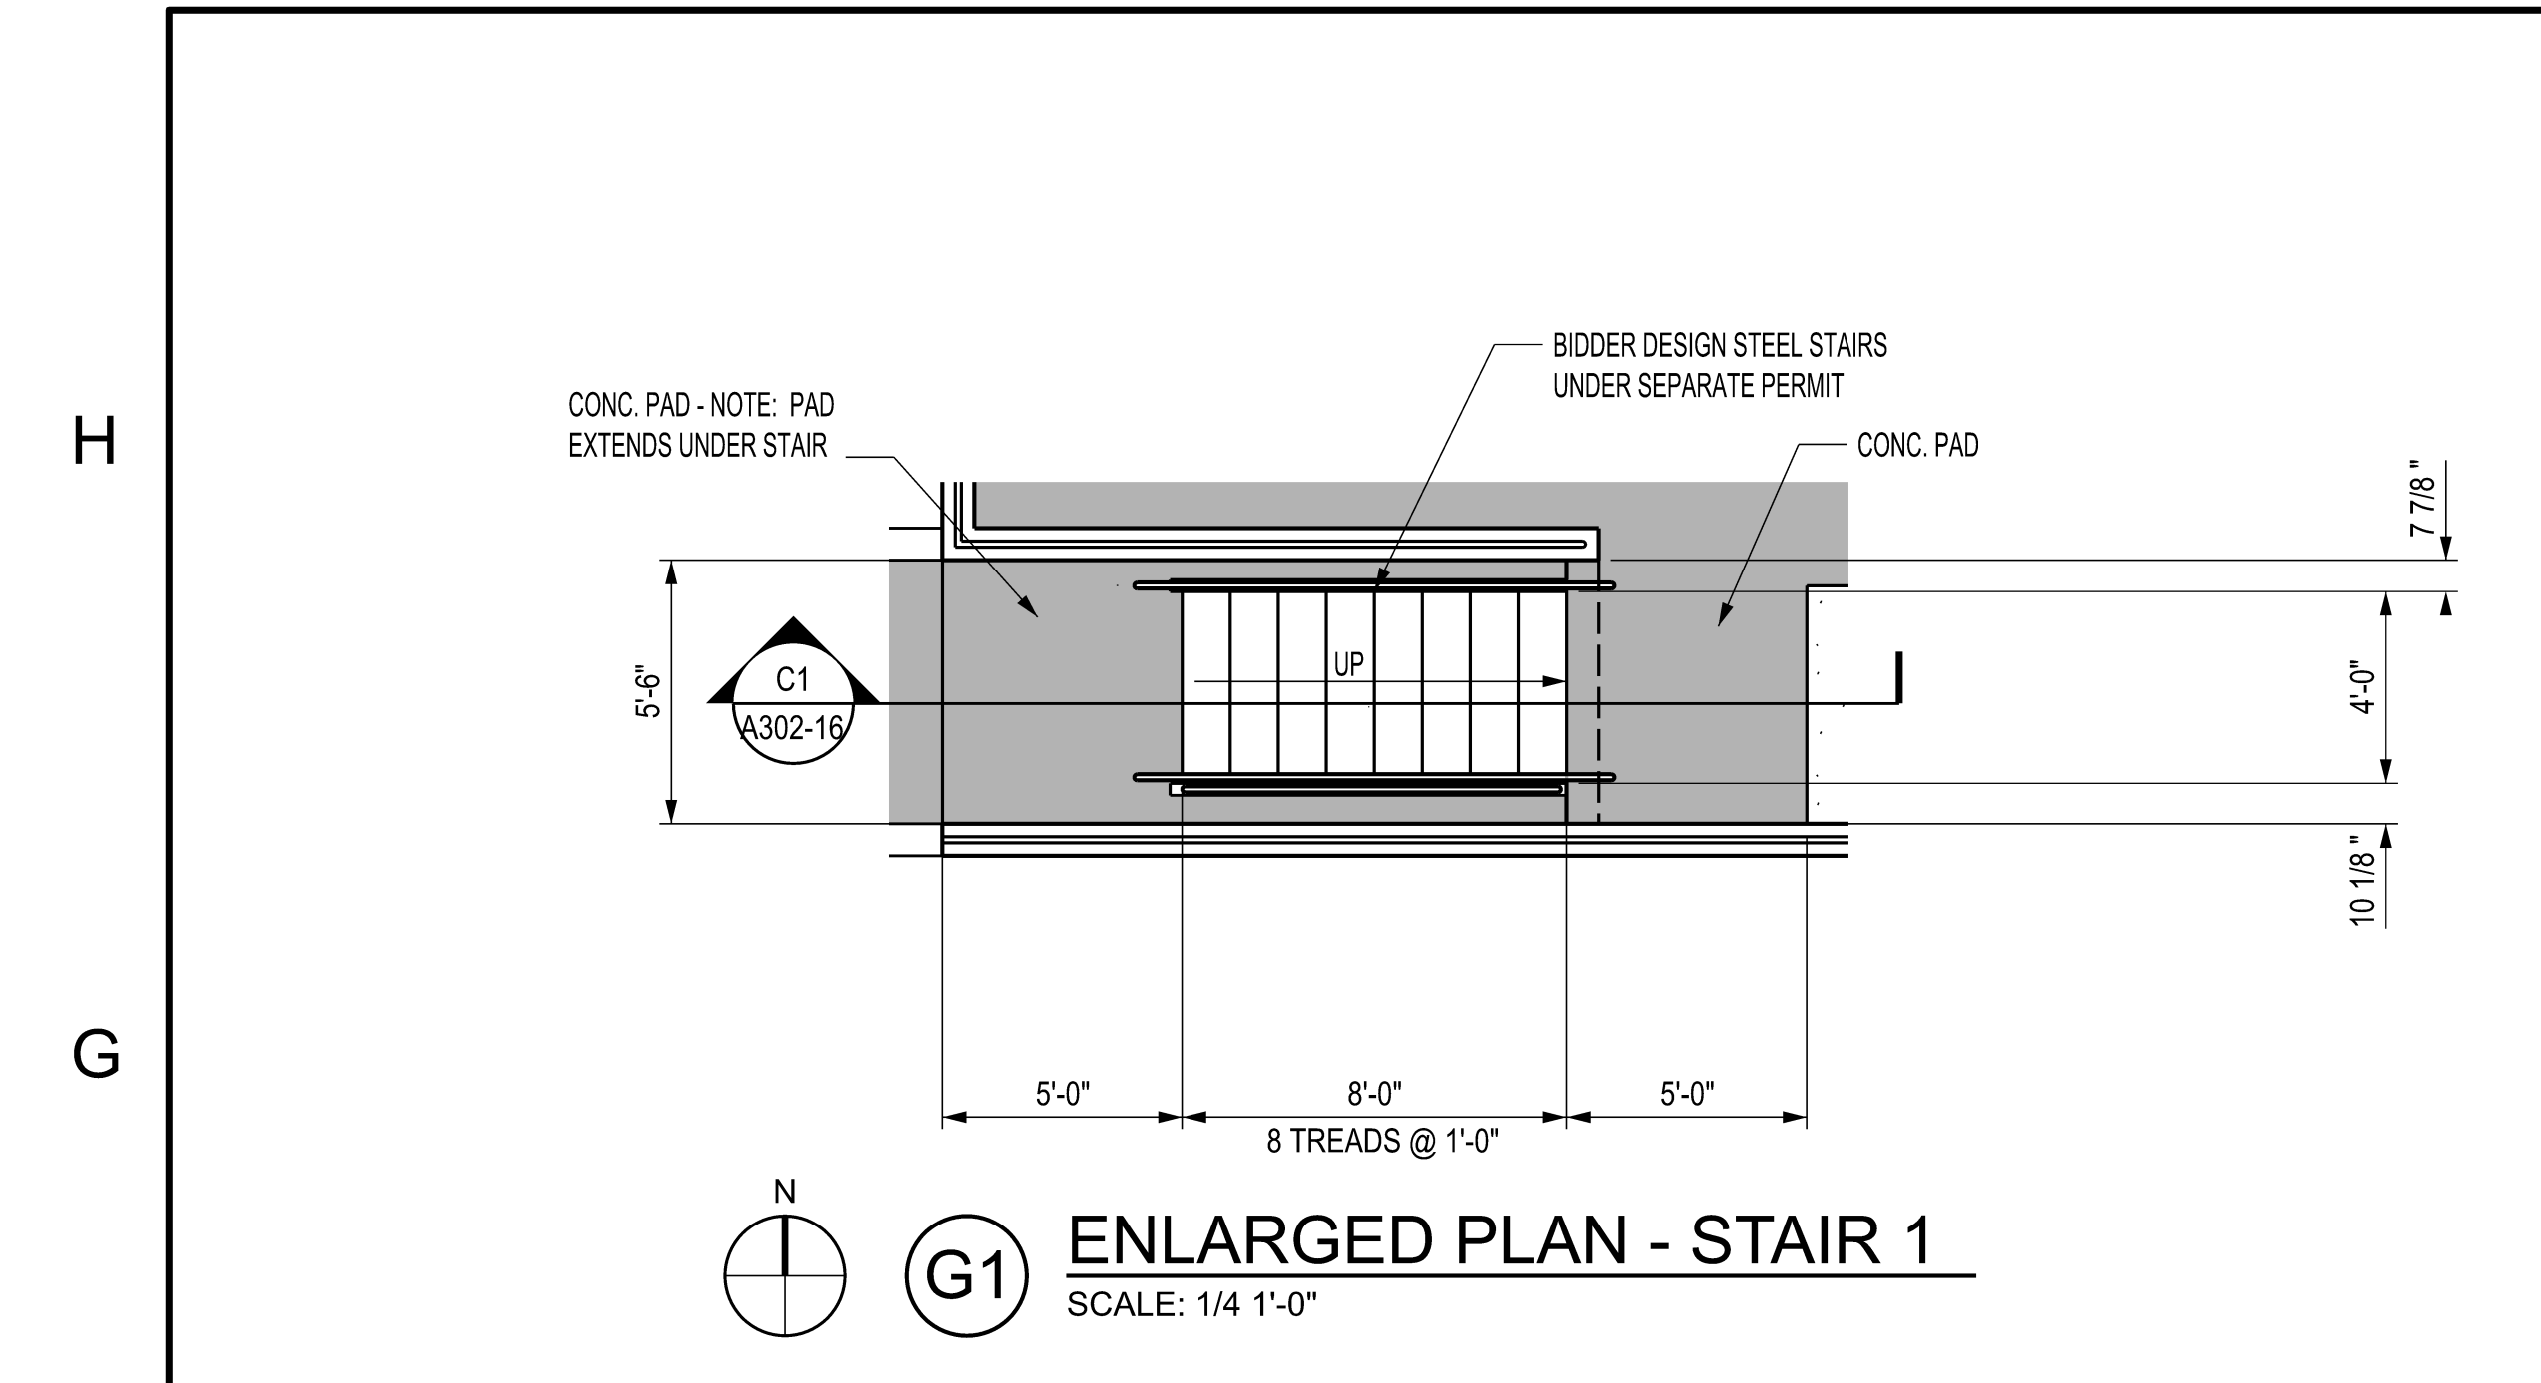 H
BIDDER DESIGN STEEL STAIRS
UNDER SEPARATE PERMIT
CONC. PAD - NOTE:  PAD
EXTENDS UNDER STAIR
CONC. PAD
7 7/8 "
UP
C1
A302-16
5'-6"
4'-0"
10 1/8 "
G
5'-0"
8'-0"
5'-0"
8 TREADS @ 1'-0"
N
G1
ENLARGED PLAN - STAIR 1
SCALE: 1/4 1'-0"